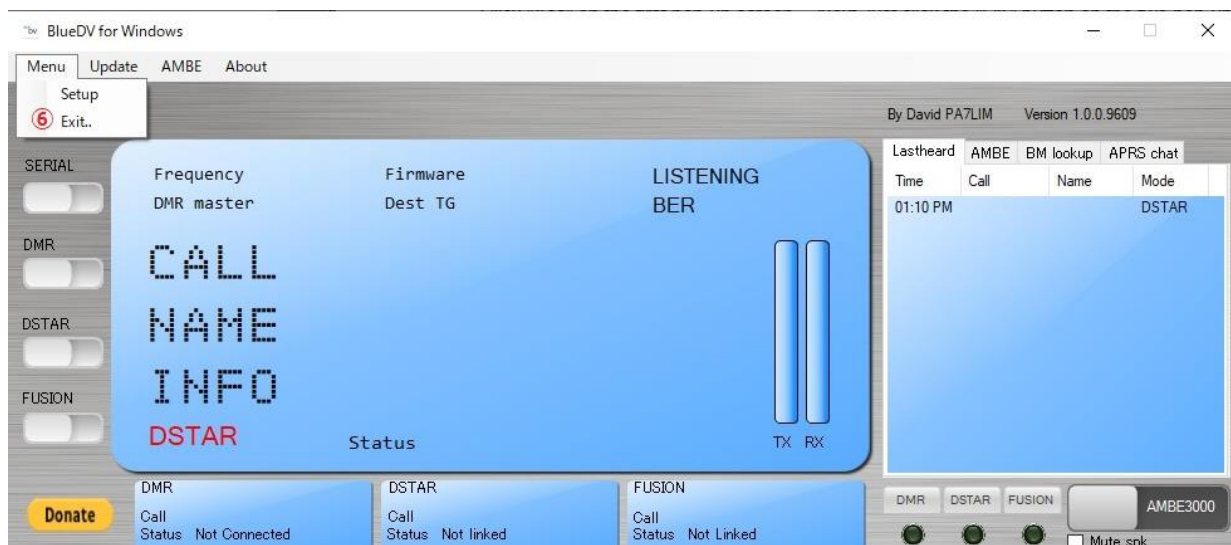 BlueDV for Windows
Menu Update AMBE About
Setup
⑥ Exit..
By David PA7LIM Version 1.0.0.9609
SERIAL
DMR
DSTAR
FUSION
Frequency Firmware LISTENING
DMR master Dest TG BER
CALL
NAME
INFO
DSTAR Status TX RX
Lastheard AMBE BM lookup APRS chat
Time Call Name Mode
01:10 PM DSTAR
Donate
DMR
Call
Status Not Connected
DSTAR
Call
Status Not linked
FUSION
Call
Status Not Linked
DMR DSTAR FUSION AMBE3000
Mute spk